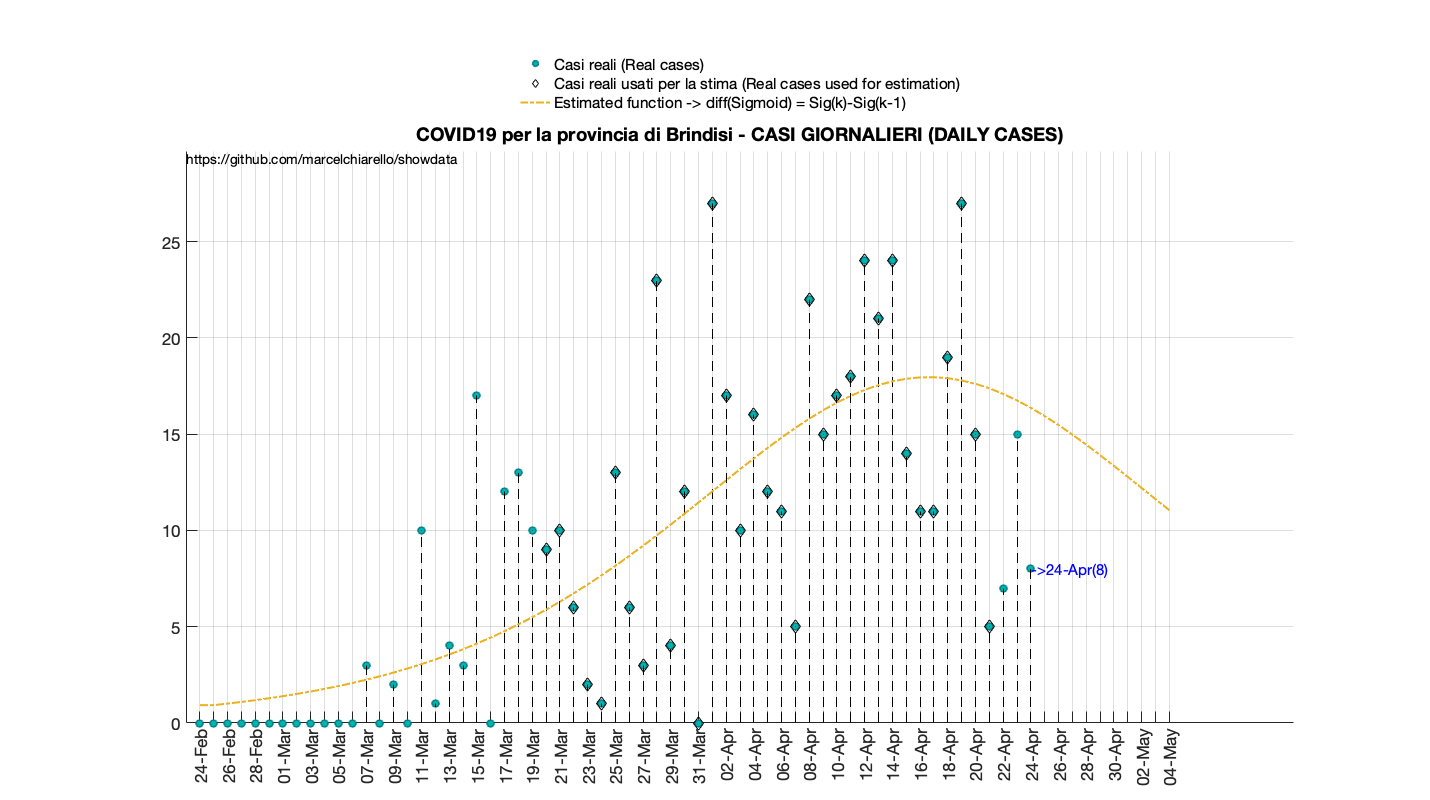 Casi reali (Real cases)
Casi reali usati per la stima (Real cases used for estimation)
Estimated function -> diff(Sigmoid) = Sig(k)-Sig(k-1)
COVID19 per la provincia di Brindisi - CASI GIORNALIERI (DAILY CASES)
https://github.com/marcelchiarello/showdata
25
20
15
10
5
0
->24-Apr(8)
24-Feb
26-Feb
28-Feb
01-Mar
03-Mar
05-Mar
07-Mar
09-Mar
11-Mar
13-Mar
15-Mar
17-Mar
19-Mar
21-Mar
23-Mar
25-Mar
27-Mar
29-Mar
31-Mar
02-Apr
04-Apr
06-Apr
08-Apr
10-Apr
12-Apr
14-Apr
16-Apr
18-Apr
20-Apr
22-Apr
24-Apr
26-Apr
28-Apr
30-Apr
02-May
04-May